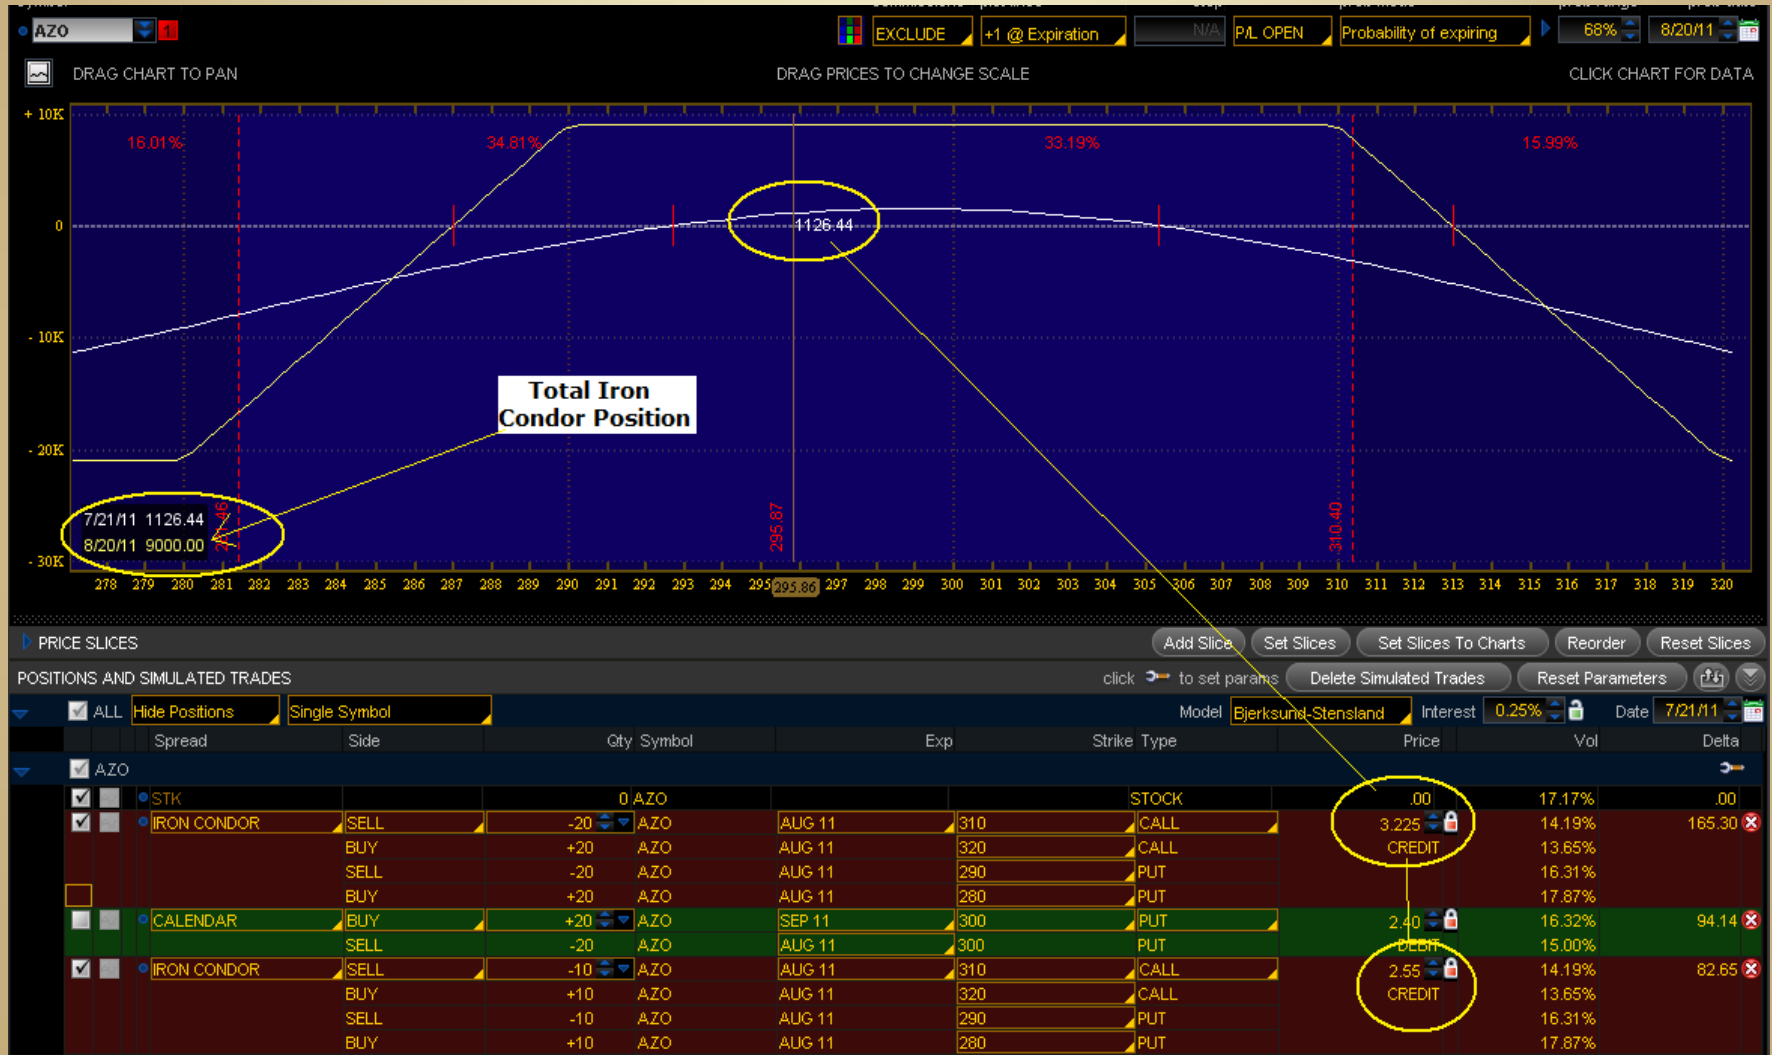 AZO 1 EXCLUDE +1 @ Expiration N/A P/L OPEN Probability of expiring 68% 8/20/11
DRAG CHART TO PAN DRAG PRICES TO CHANGE SCALE CLICK CHART FOR DATA
+ 10K
16.01% 34.81% 33.19% 15.99%
0
1126.44
- 10K
Total Iron
Condor Position
- 20K
7/21/11 1126.44
8/20/11 9000.00
295.87
310.40
- 30K
278 279 280 281 282 283 284 285 286 287 288 289 290 291 292 293 294 295 295.86 297 298 299 300 301 302 303 304 305 306 307 308 309 310 311 312 313 314 315 316 317 318 319 320
PRICE SLICES Add Slice Set Slices Set Slices To Charts Reorder Reset Slices
POSITIONS AND SIMULATED TRADES click to set params Delete Simulated Trades Reset Parameters
ALL Hide Positions Single Symbol Model Bjerksund-Stensland Interest 0.25% Date 7/21/11
Spread Side Qty Symbol Exp Strike Type Price Vol Delta
AZO
STK 0 AZO STOCK .00 17.17% .00
IRON CONDOR SELL -20 AZO AUG 11 310 CALL 3.225 14.19% 165.30
BUY +20 AZO AUG 11 320 CALL CREDIT 13.65%
SELL -20 AZO AUG 11 290 PUT 16.31%
BUY +20 AZO AUG 11 280 PUT 17.87%
CALENDAR BUY +20 AZO SEP 11 300 PUT 2.40 16.32% 94.14
SELL -20 AZO AUG 11 300 PUT DEBIT 15.00%
IRON CONDOR SELL -10 AZO AUG 11 310 CALL 2.55 14.19% 82.65
BUY +10 AZO AUG 11 320 CALL CREDIT 13.65%
SELL -10 AZO AUG 11 290 PUT 16.31%
BUY +10 AZO AUG 11 280 PUT 17.87%